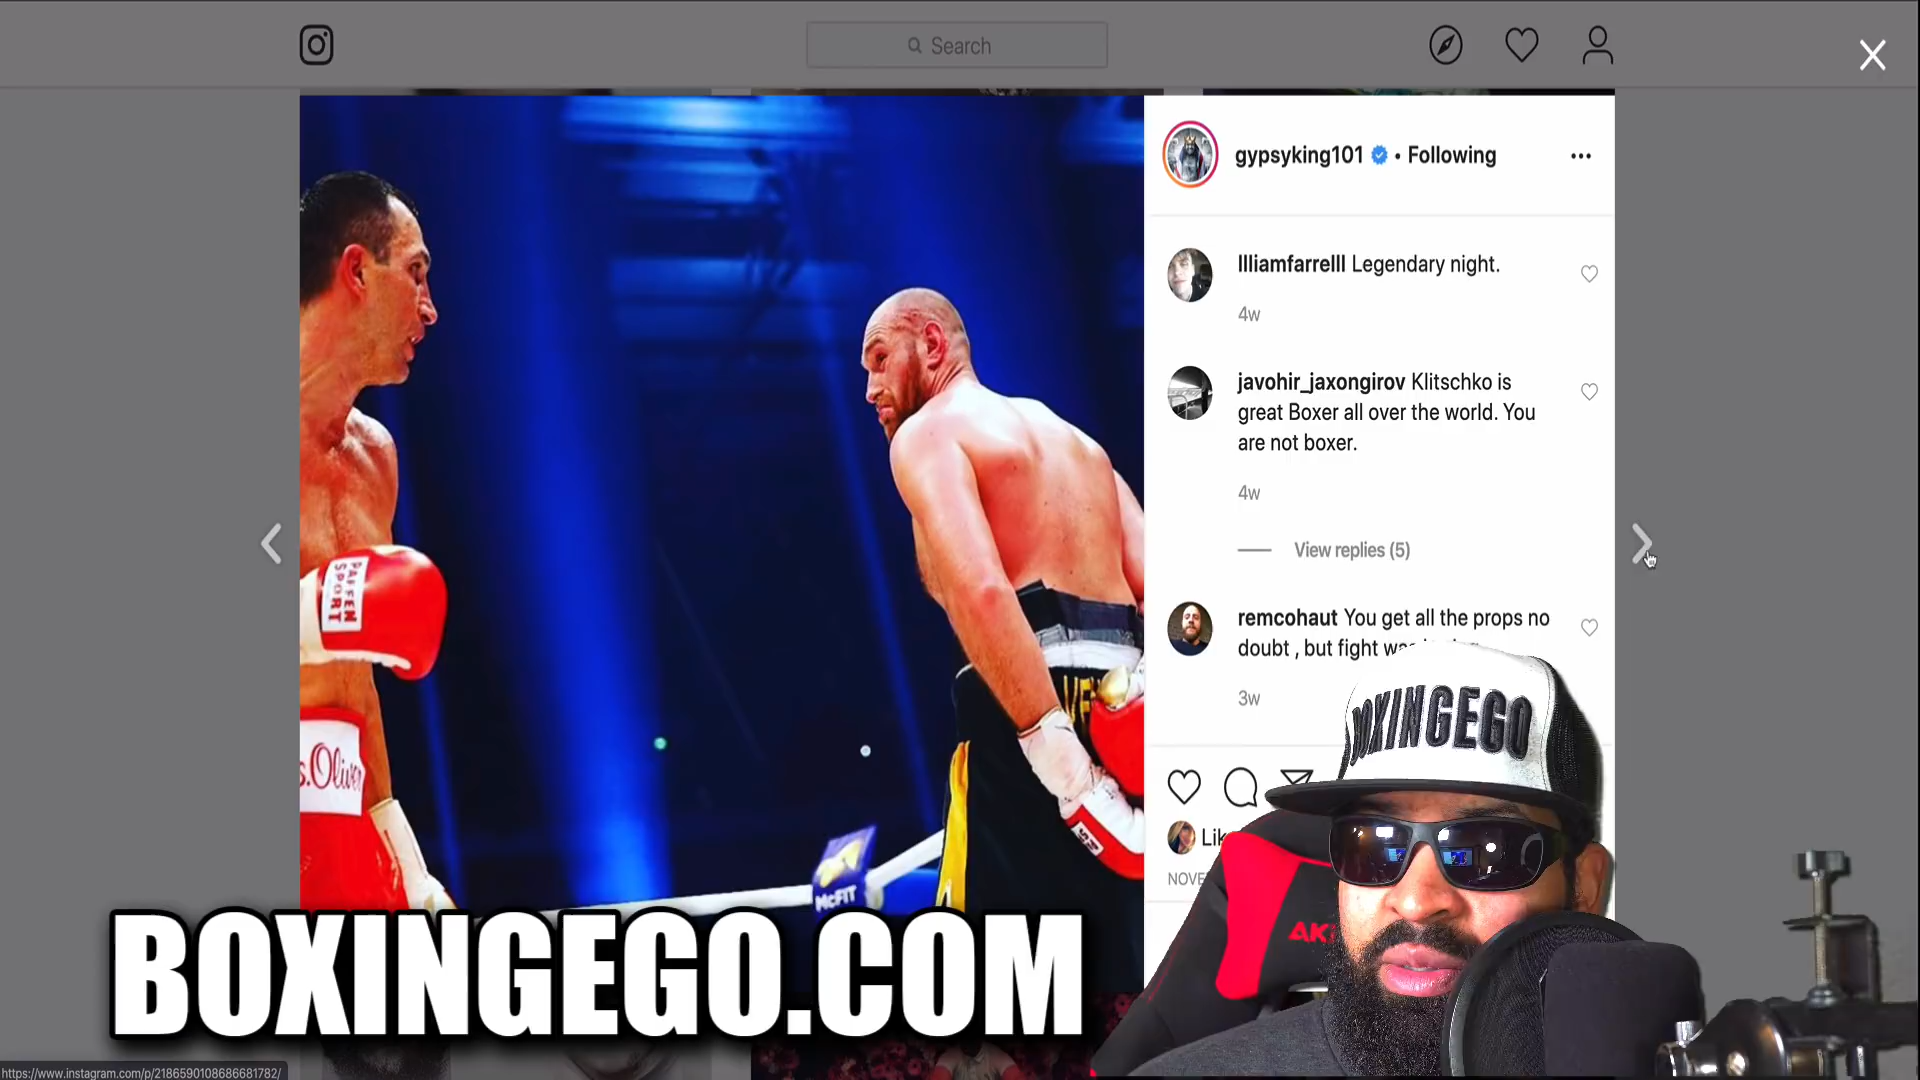 Search
gypsyking101 • Following
llliamfarrelll Legendary night.
4w
javohir_jaxongirov Klitschko is
great Boxer all over the world. You
are not boxer.
4w
View replies (5)
remcohaut You get all the props no
doubt , but fight
3w
PAFFEN
SPORT
s.Oliver
McFIT
BOXINGEGO
NOVE
BOXINGEGO.COM
https://www.instagram.com/p/2186590108686681782/